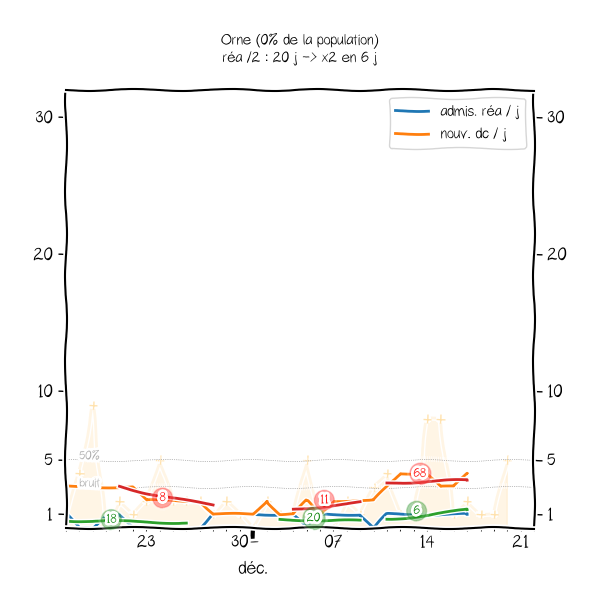 Orne (0% de la population)
réa /2 : 20 j -> x2 en 6 j
admis. réa / j
nouv. dc / j
30 30
20 20
10 10
5 5
1 1
50%
bruit
8
18
11
20
68
6
23 30 07 14 21
déc.